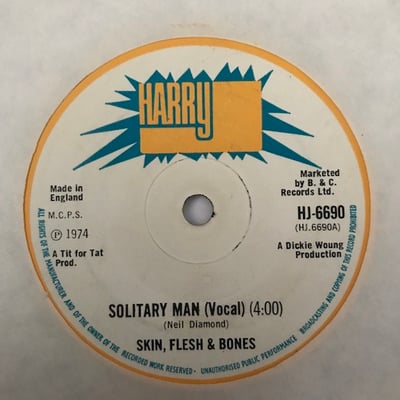 HARRY
Made in
England
M.C.P.S.
℗ 1974
A Tit for Tat
Prod.
Marketed
by B. & C.
Records Ltd.
HJ-6690
(HJ.6690A)
A Dickie Woung
Production
SOLITARY MAN (Vocal) (4:00)
(Neil Diamond)
SKIN, FLESH & BONES
ALL RIGHTS OF THE MANUFACTURER AND OF THE OWNER OF THE RECORDED WORK RESERVED - UNAUTHORISED PUBLIC PERFORMANCE BROADCASTING AND COPYING OF THIS RECORD PROHIBITED